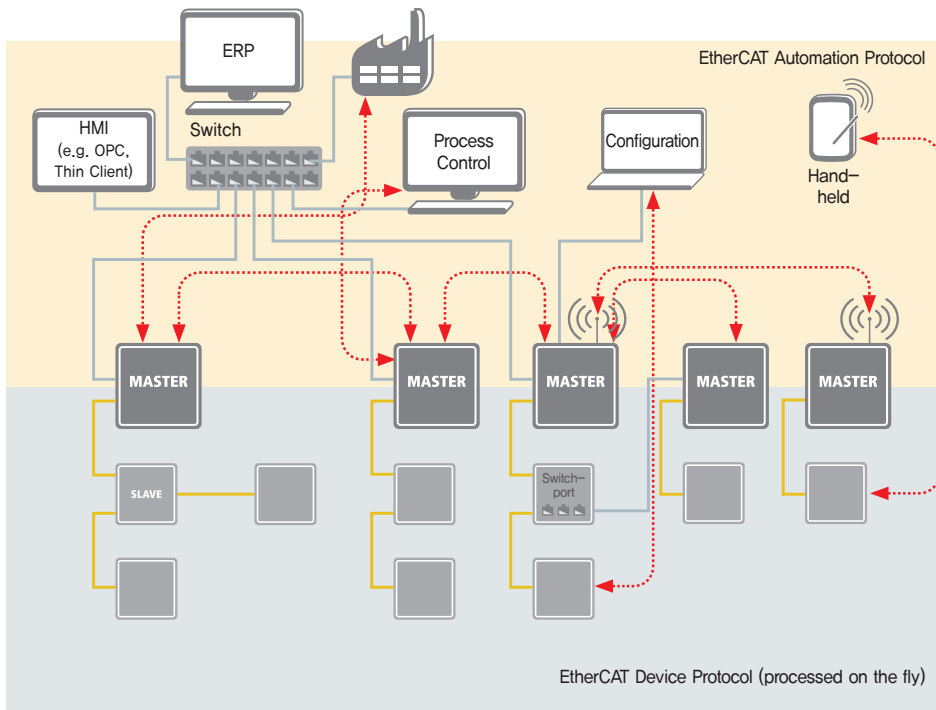 ERP
EtherCAT Automation Protocol
HMI
(e.g. OPC,
Thin Client)
Switch
Process
Control
Configuration
Hand-
held
MASTER
MASTER
MASTER
MASTER
MASTER
SLAVE
Switch-
port
EtherCAT Device Protocol (processed on the fly)